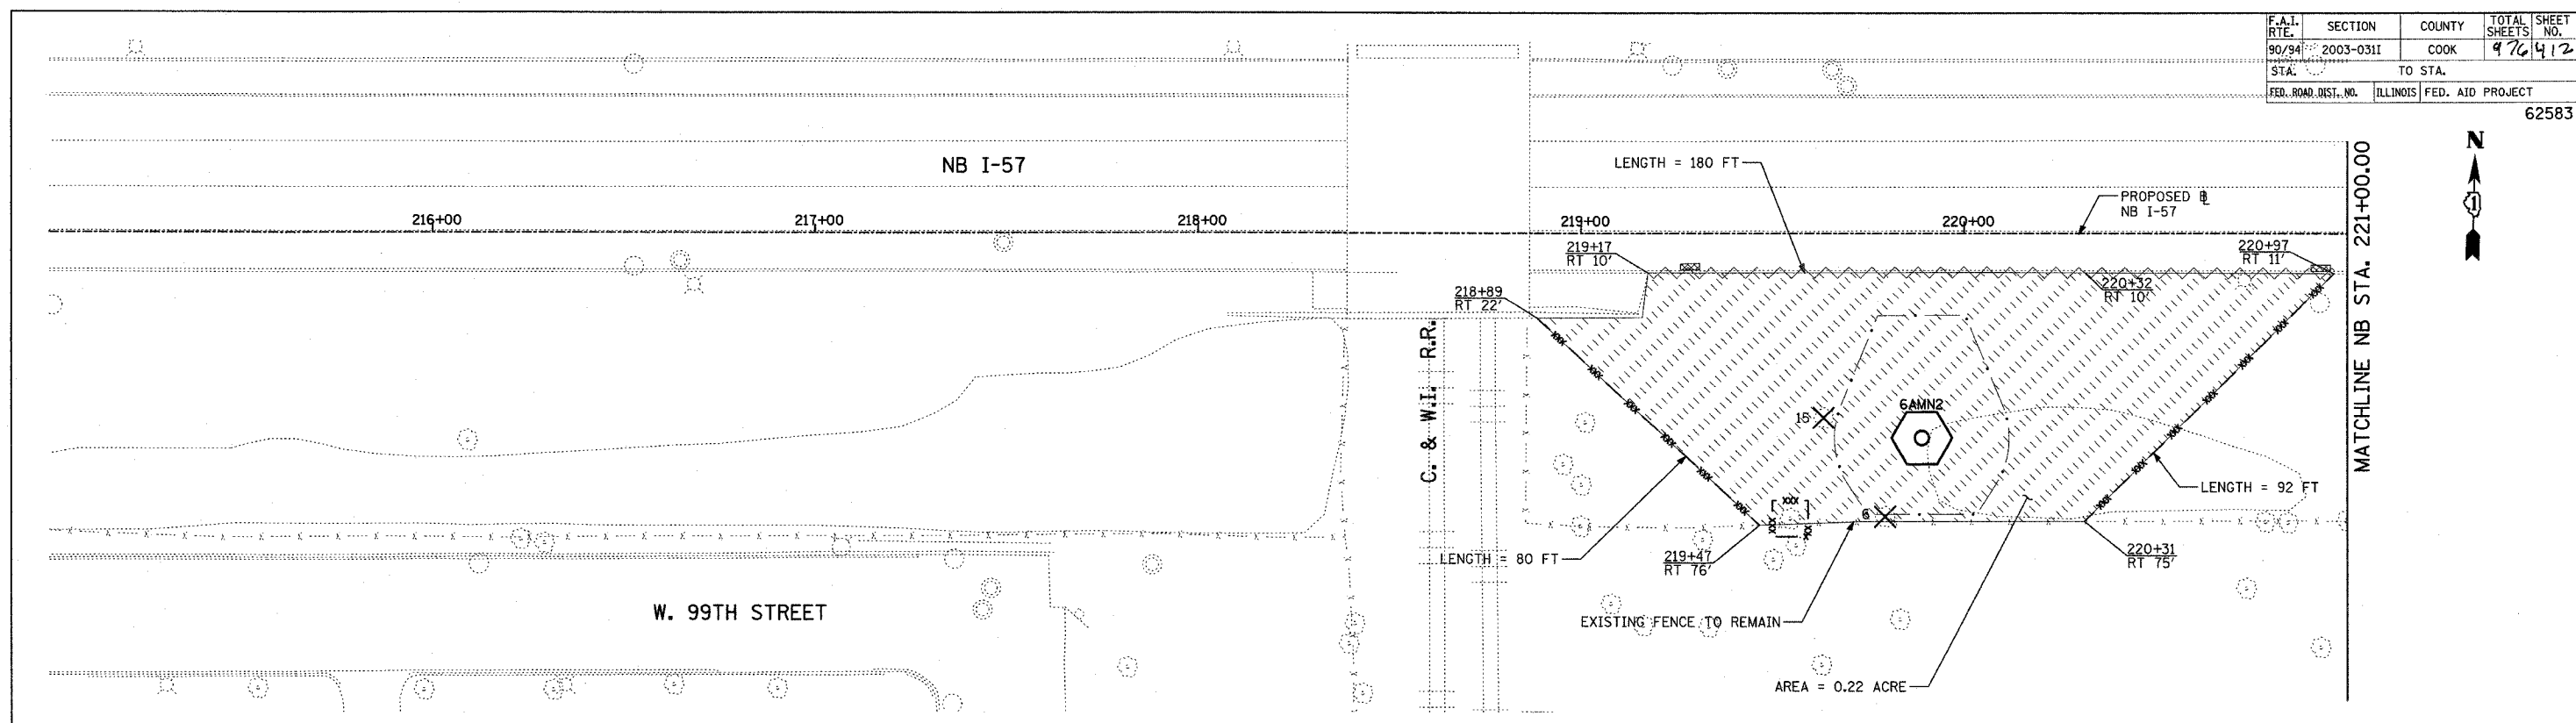 F.A.I. RTE. SECTION COUNTY TOTAL SHEETS SHEET NO.
90/94 2003-031I COOK 976 412
STA. TO STA.
FED. ROAD DIST. NO. ILLINOIS FED. AID PROJECT
62583
N
1
NB I-57
LENGTH = 180 FT
PROPOSED
NB I-57
216+00
217+00
218+00
219+00
220+00
219+17
RT 10'
220+97
RT 11'
218+89
RT 22'
220+32
RT 10'
MATCHLINE NB STA. 221+00.00
C. & W.I. R.R.
6AMN2
15
6
LENGTH = 92 FT
LENGTH = 80 FT
219+47
RT 76'
220+31
RT 75'
W. 99TH STREET
EXISTING FENCE TO REMAIN
AREA = 0.22 ACRE